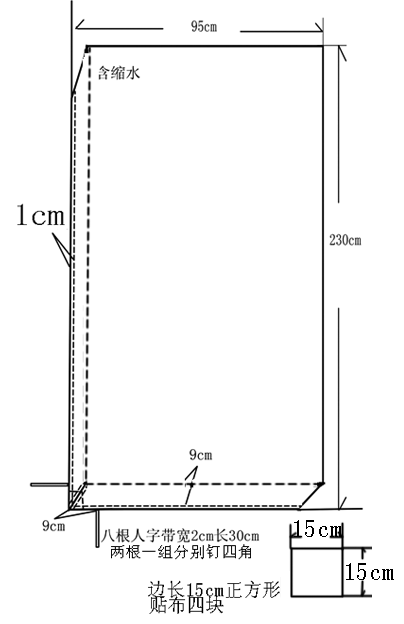 95cm
含缩水
1cm
230cm
9cm
9cm
八根人字带宽2cm长30cm
两根一组分别钉四角
15cm
15cm
边长15cm正方形
贴布四块